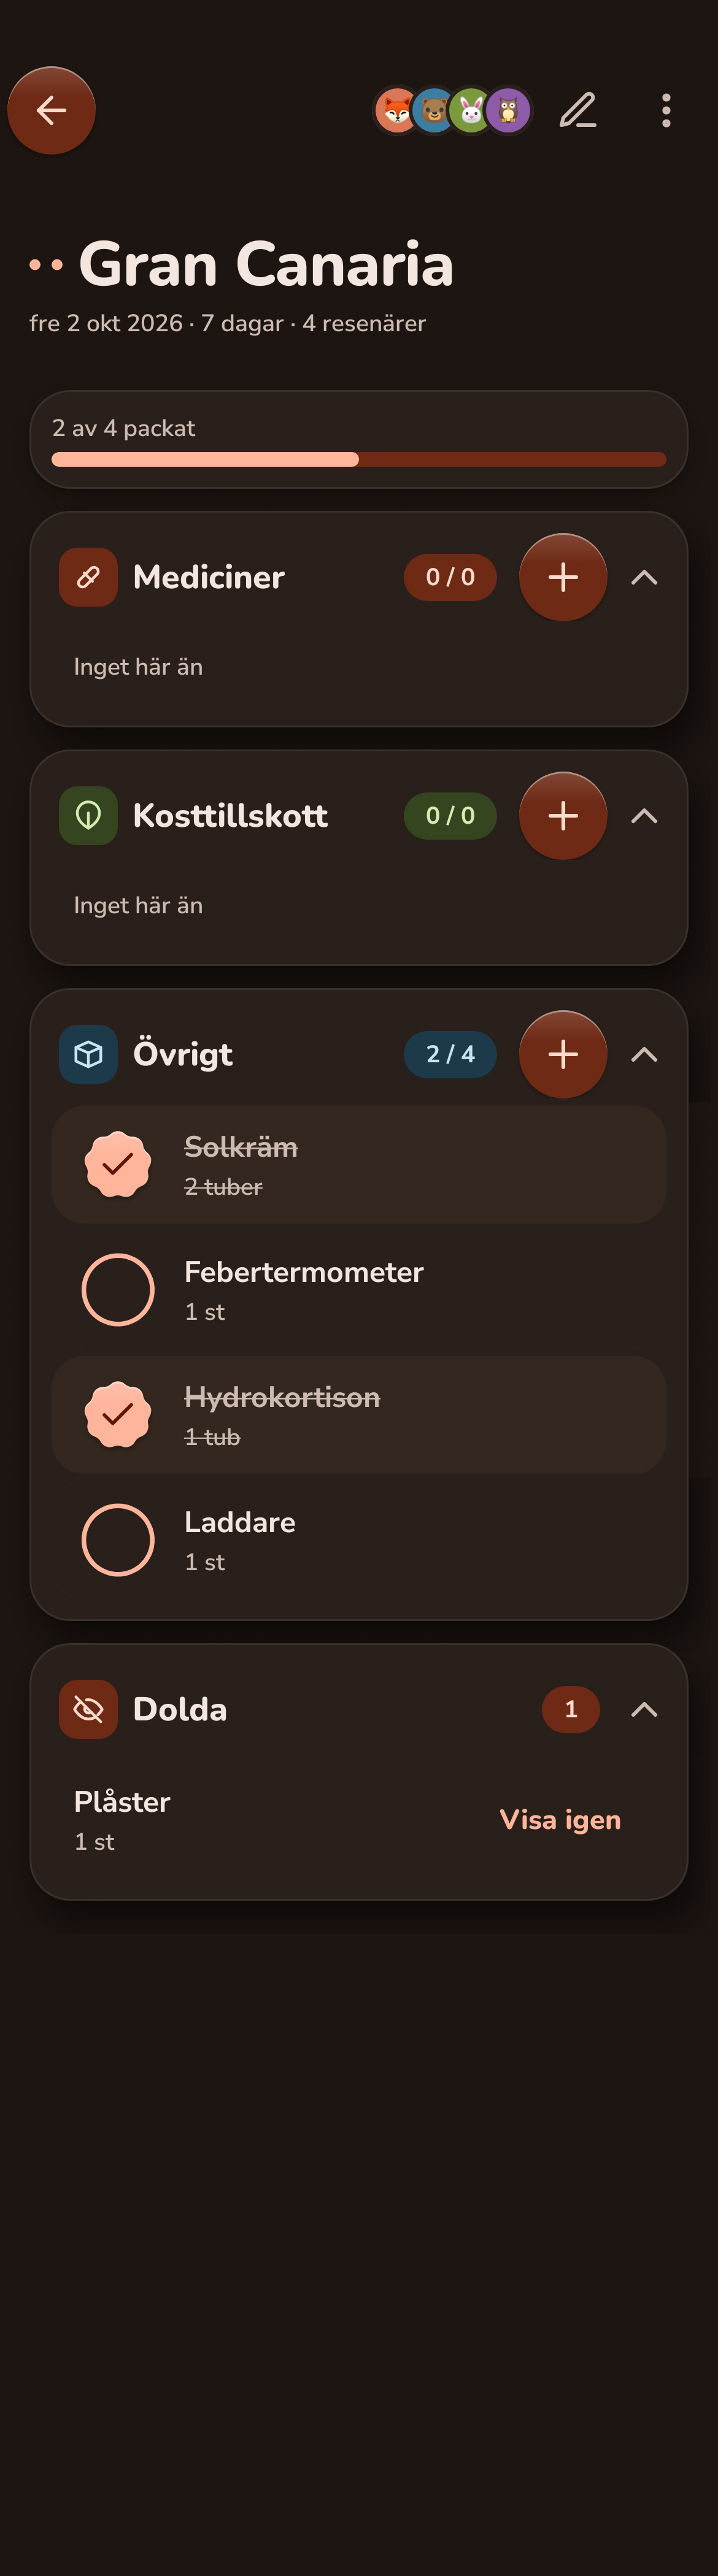 Gran Canaria
fre 2 okt 2026 · 7 dagar · 4 resenärer
2 av 4 packat
Mediciner 0 / 0
Inget här än
Kosttillskott 0 / 0
Inget här än
Övrigt 2 / 4
Solkräm
2 tuber
Febertermometer
1 st
Hydrokortison
1 tub
Laddare
1 st
Dolda 1
Plåster
1 st
Visa igen